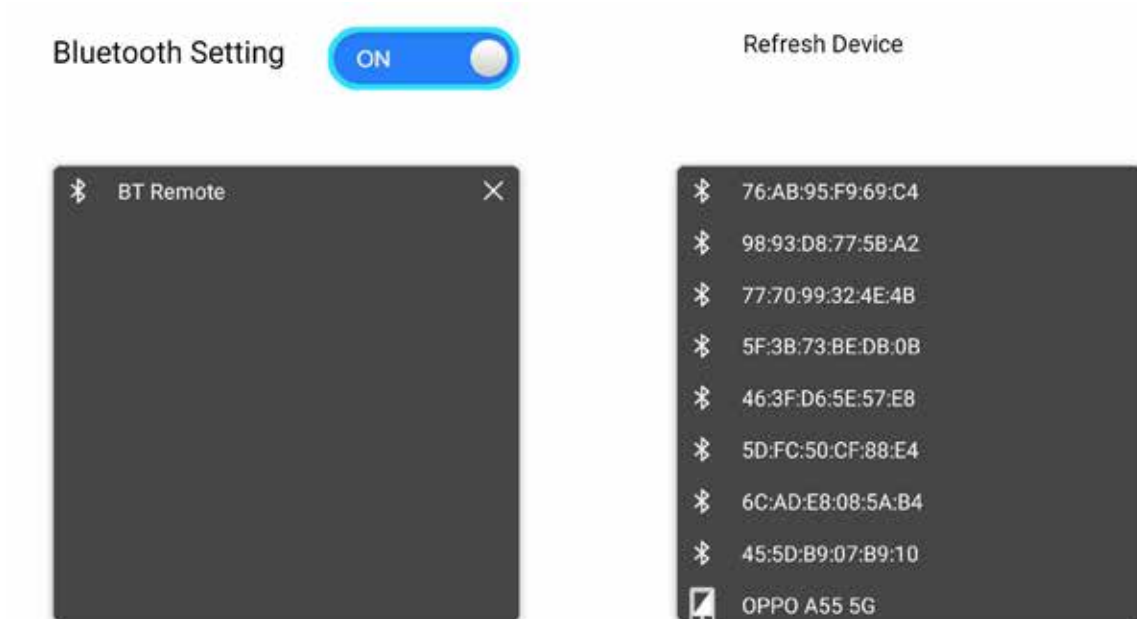 Bluetooth Setting
ON
Refresh Device
BT Remote
76:AB:95:F9:69:C4
98:93:D8:77:5B:A2
77:70:99:32:4E:4B
5F:3B:73:BE:DB:0B
46:3F:D6:5E:57:E8
5D:FC:50:CF:88:E4
6C:AD:E8:08:5A:B4
45:5D:B9:07:B9:10
OPPO A55 5G